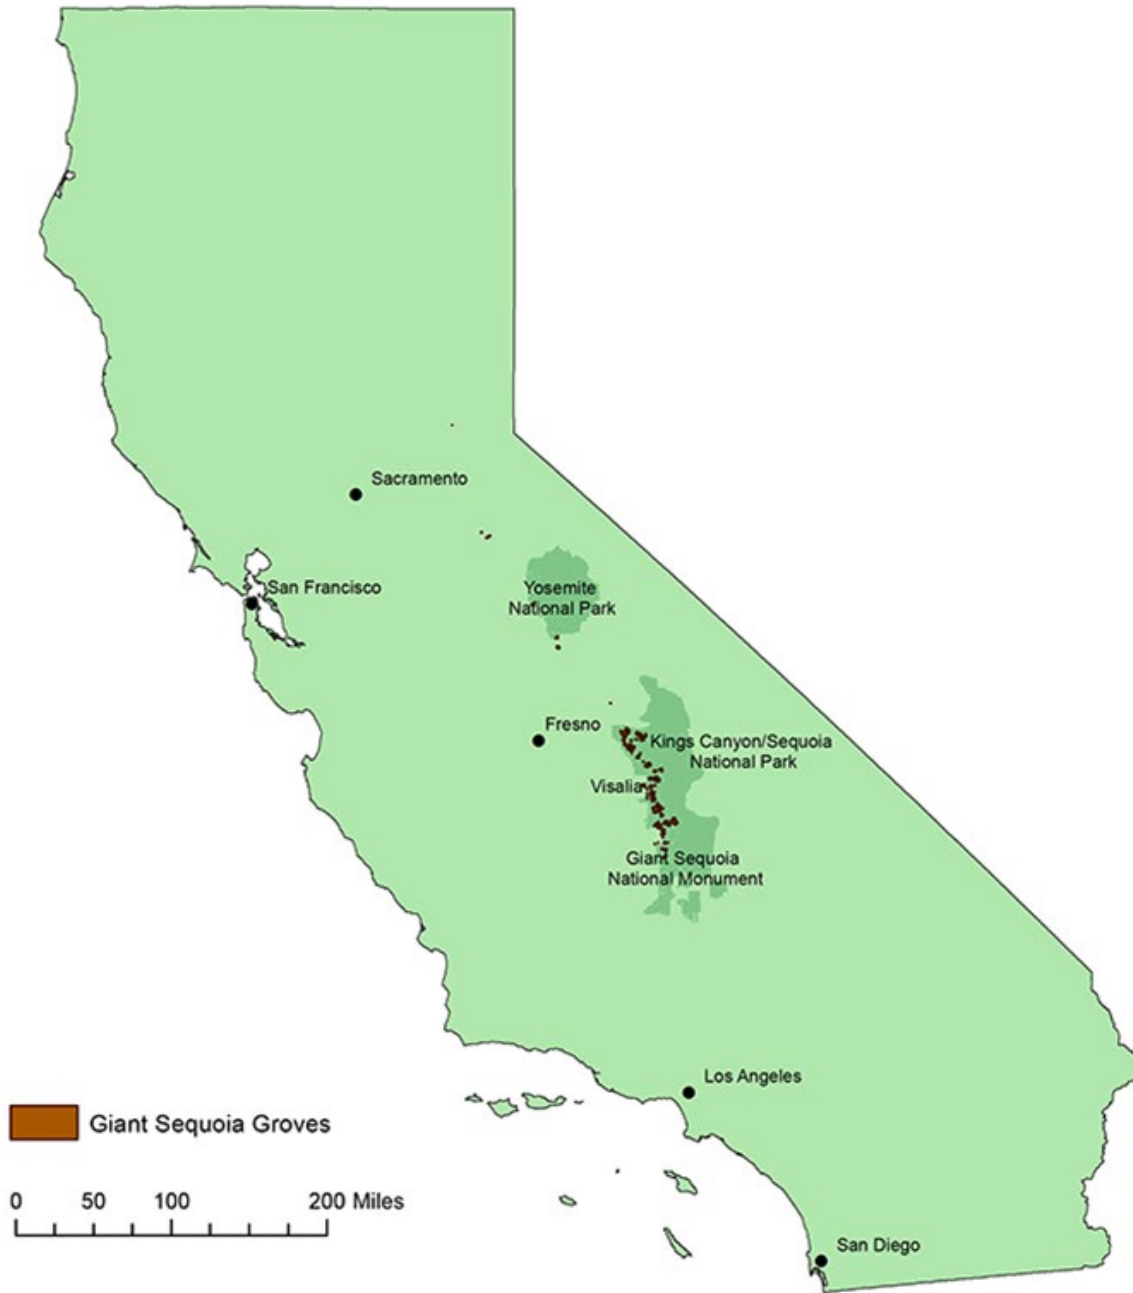 Sacramento
San Francisco
Yosemite
National Park
Fresno
Kings Canyon/Sequoia
National Park
Visalia
Giant Sequoia
National Monument
Los Angeles
Giant Sequoia Groves
0 50 100 200 Miles
San Diego